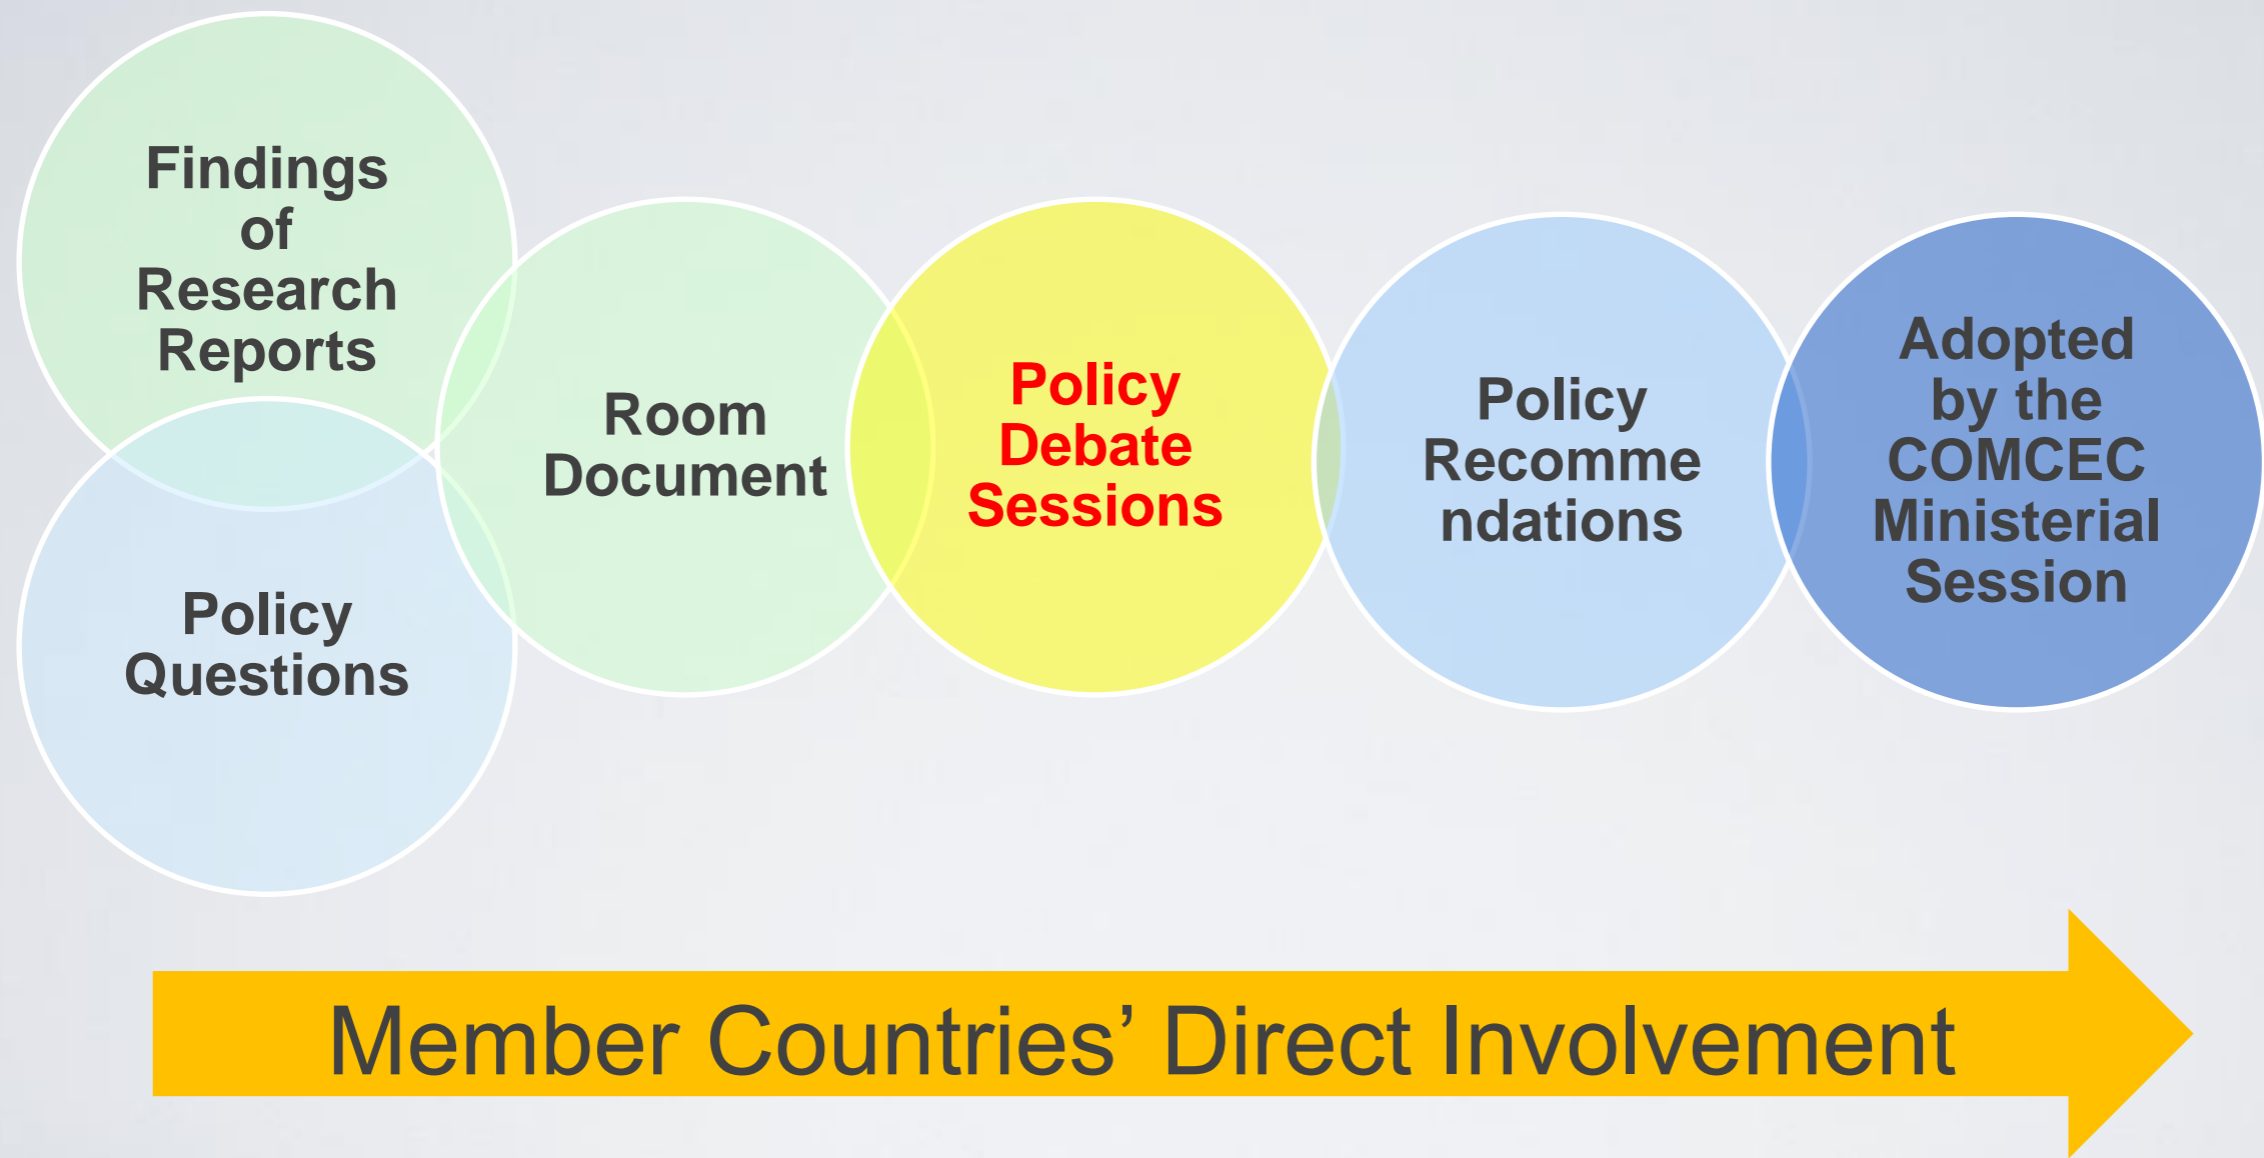 Findings
of
Research
Reports
Policy
Questions
Room
Document
Policy
Debate
Sessions
Policy
Recomme
ndations
Adopted
by the
COMCEC
Ministerial
Session
Member Countries’ Direct Involvement